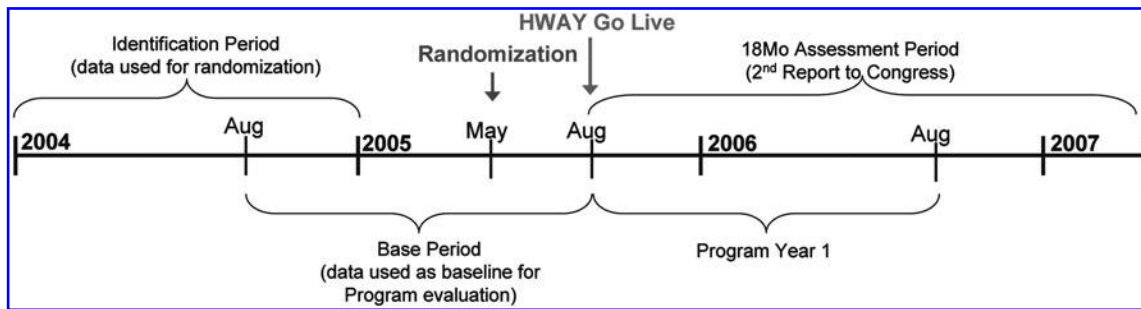 HWAY Go Live
Identification Period
(data used for randomization)
Randomization
18Mo Assessment Period
(2nd Report to Congress)
2004
Aug
2005
May
Aug
2006
Aug
2007
Base Period
(data used as baseline for
Program evaluation)
Program Year 1